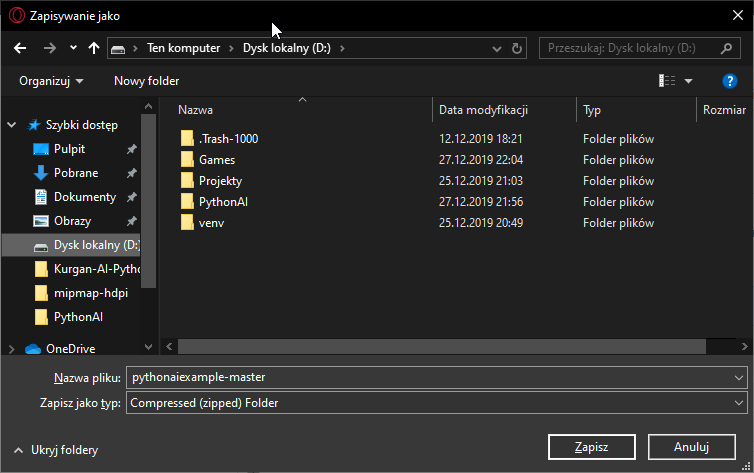 Zapisywanie jako
Ten komputer Dysk lokalny (D:)
Przeszukaj: Dysk lokalny (D:)
Organizuj Nowy folder
?
Nazwa Data modyfikacji Typ Rozmiar
Szybki dostęp
Pulpit
Pobrane
Dokumenty
Obrazy
Dysk lokalny (D:)
Kurgan-AI-Pytho
mipmap-hdpi
PythonAI
OneDrive
.Trash-1000 12.12.2019 18:21 Folder plików
Games 27.12.2019 22:04 Folder plików
Projekty 25.12.2019 21:03 Folder plików
PythonAI 27.12.2019 21:56 Folder plików
venv 25.12.2019 20:49 Folder plików
Nazwa pliku: pythonaiexample-master
Zapisz jako typ: Compressed (zipped) Folder
Ukryj foldery
Zapisz Anuluj